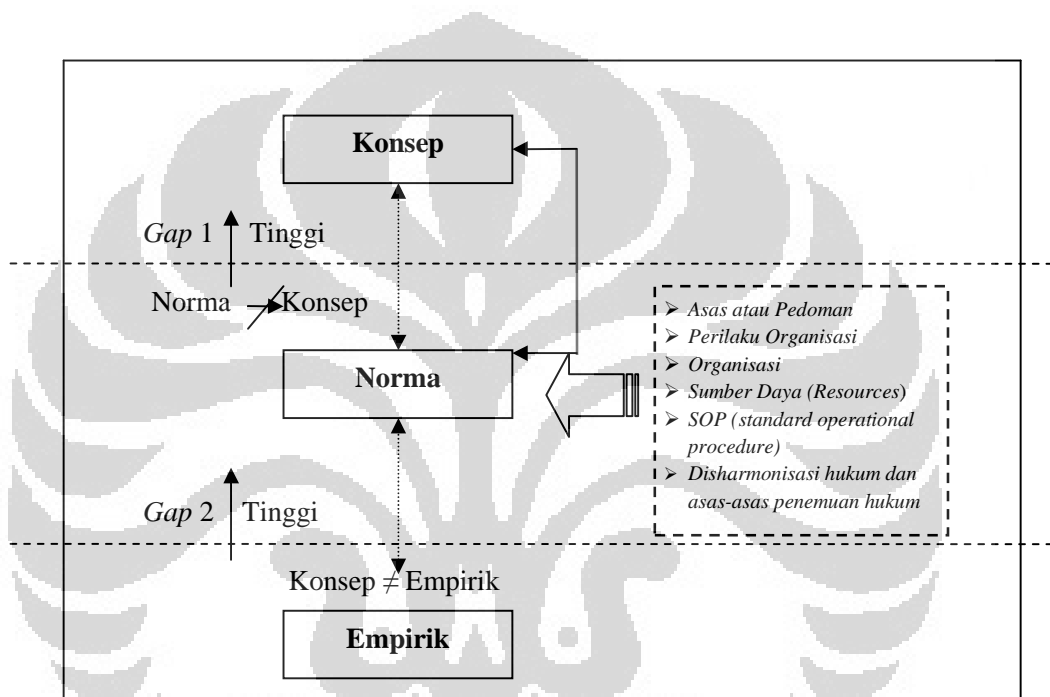 Konsep
Gap 1 Tinggi
Norma Konsep
Norma
➢ Asas atau Pedoman
➢ Perilaku Organisasi
➢ Organisasi
➢ Sumber Daya (Resources)
➢ SOP (standard operational
procedure)
➢ Disharmonisasi hukum dan
asas-asas penemuan hukum
Gap 2 Tinggi
Konsep ≠ Empirik
Empirik